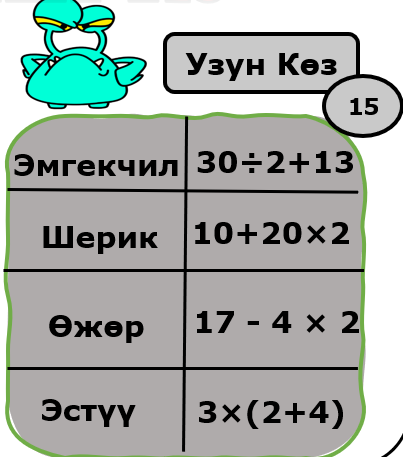 Узун Көз
15
Эмгекчил 30÷2+13
Шерик 10+20×2
Өжөр 17 - 4 × 2
Эстүү 3×(2+4)